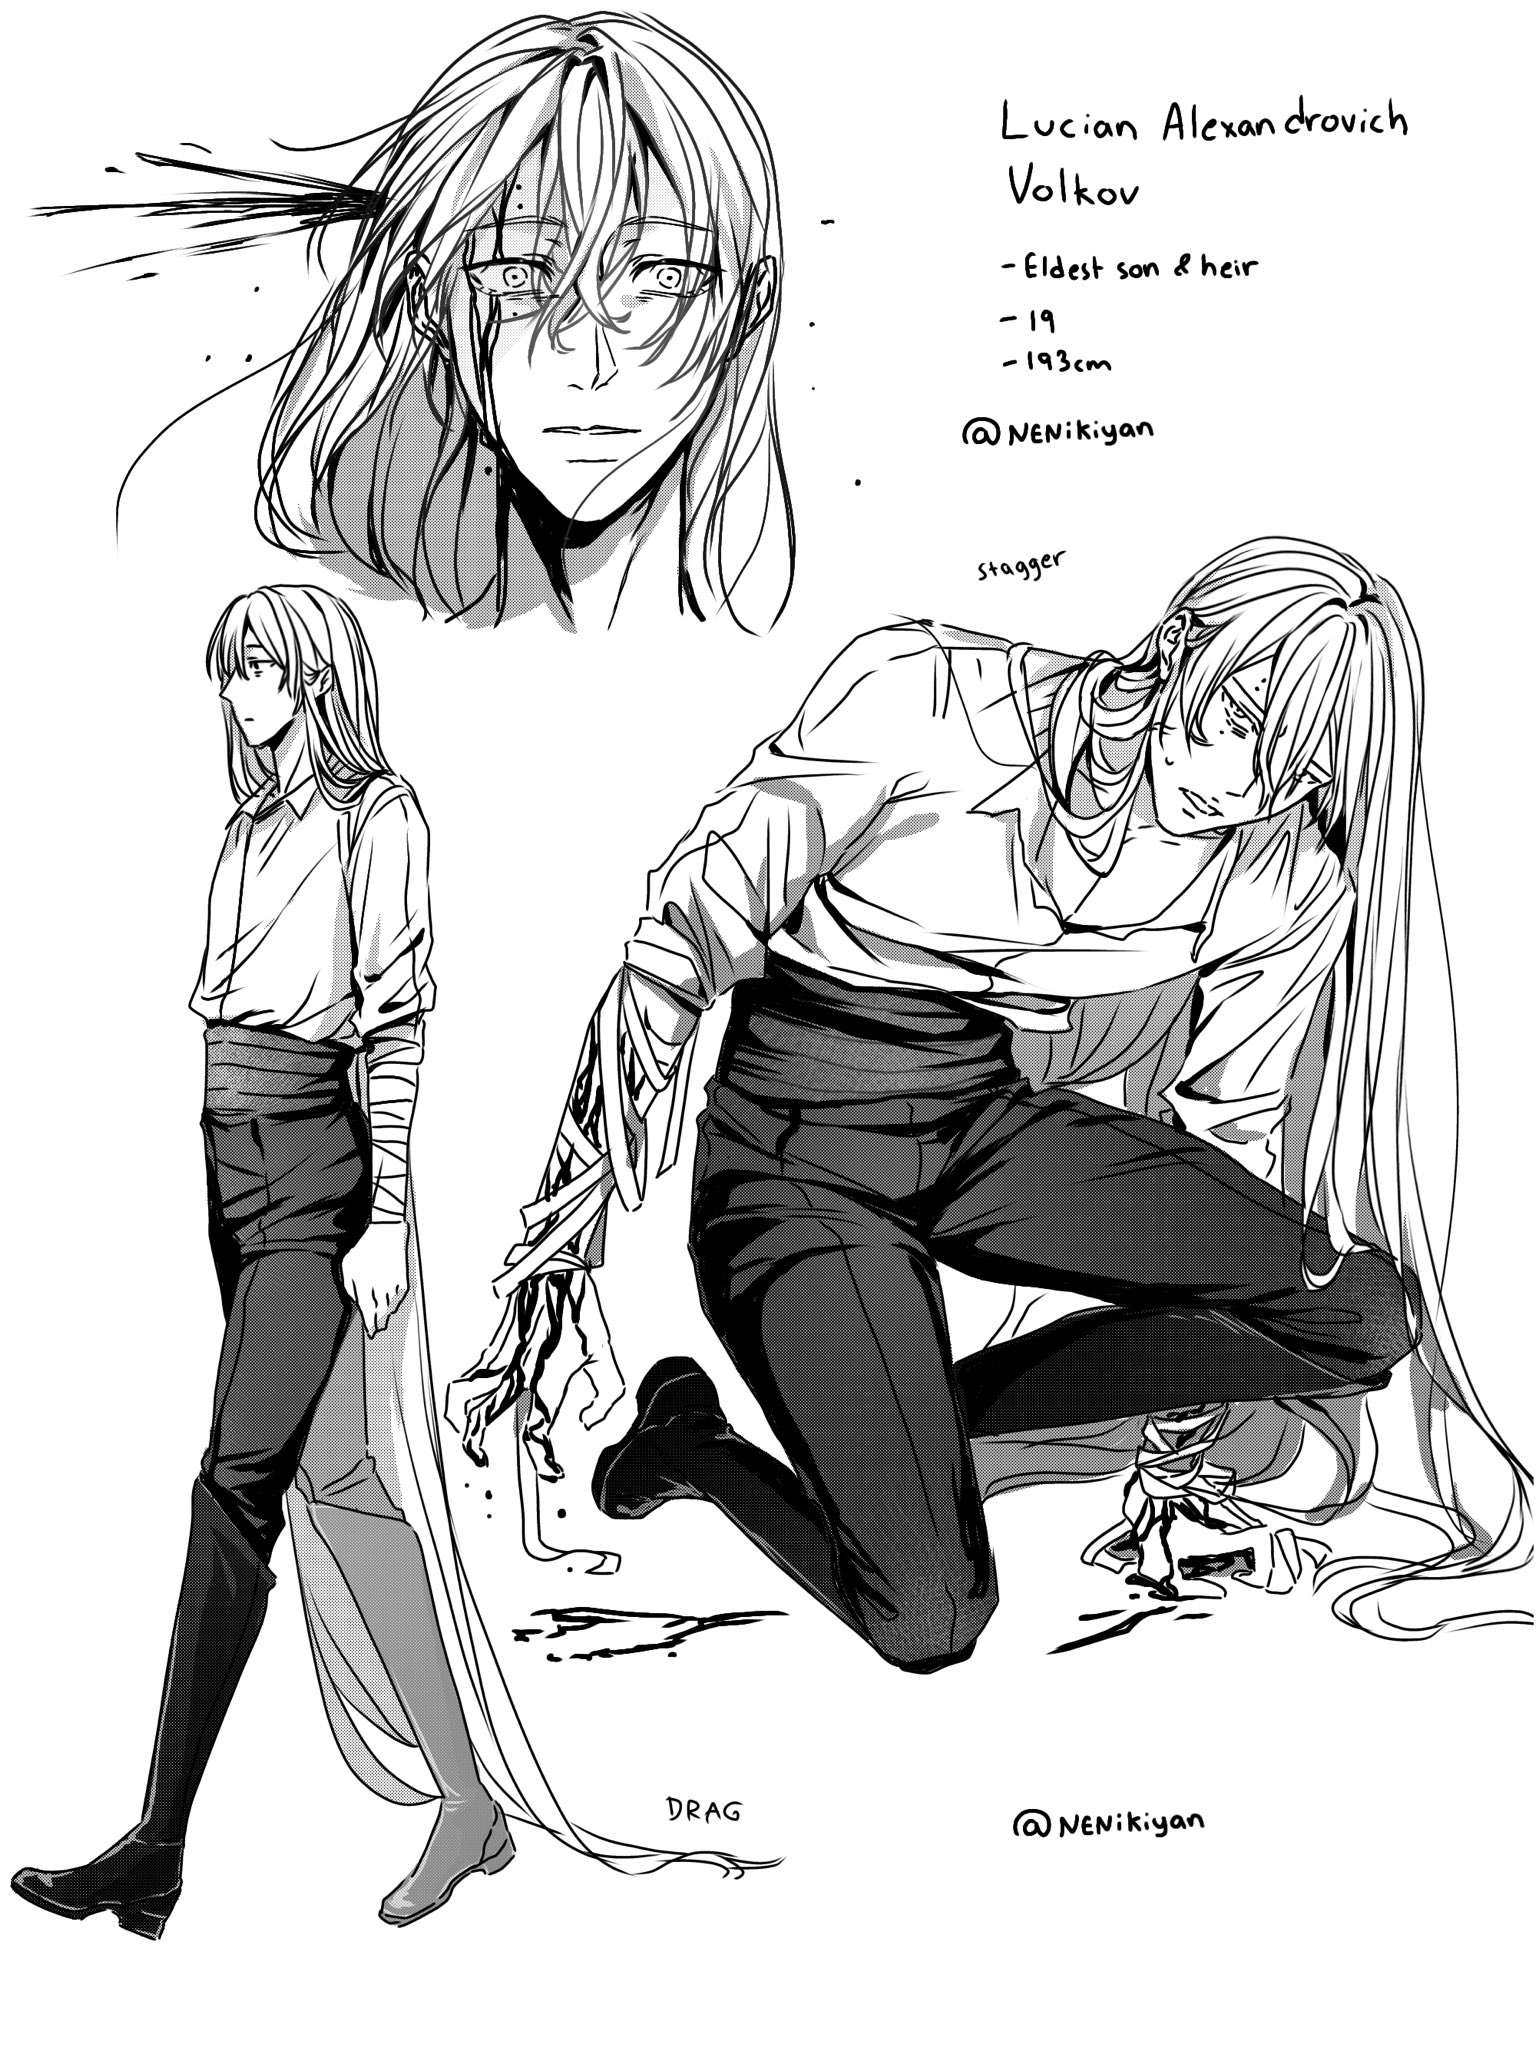 Lucian Alexandrovich
Volkov
- Eldest son & heir
- 19
- 193cm
@NENikiyan
stagger
DRAG
@NENikiyan